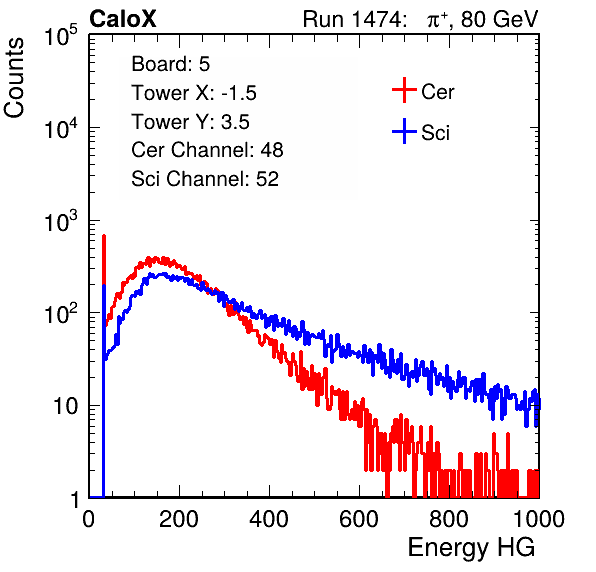 CaloX Run 1474: π⁺, 80 GeV
Counts
10⁵
10⁴
10³
10²
10
1
Board: 5
Tower X: -1.5
Tower Y: 3.5
Cer Channel: 48
Sci Channel: 52
Cer
Sci
0 200 400 600 800 1000
Energy HG